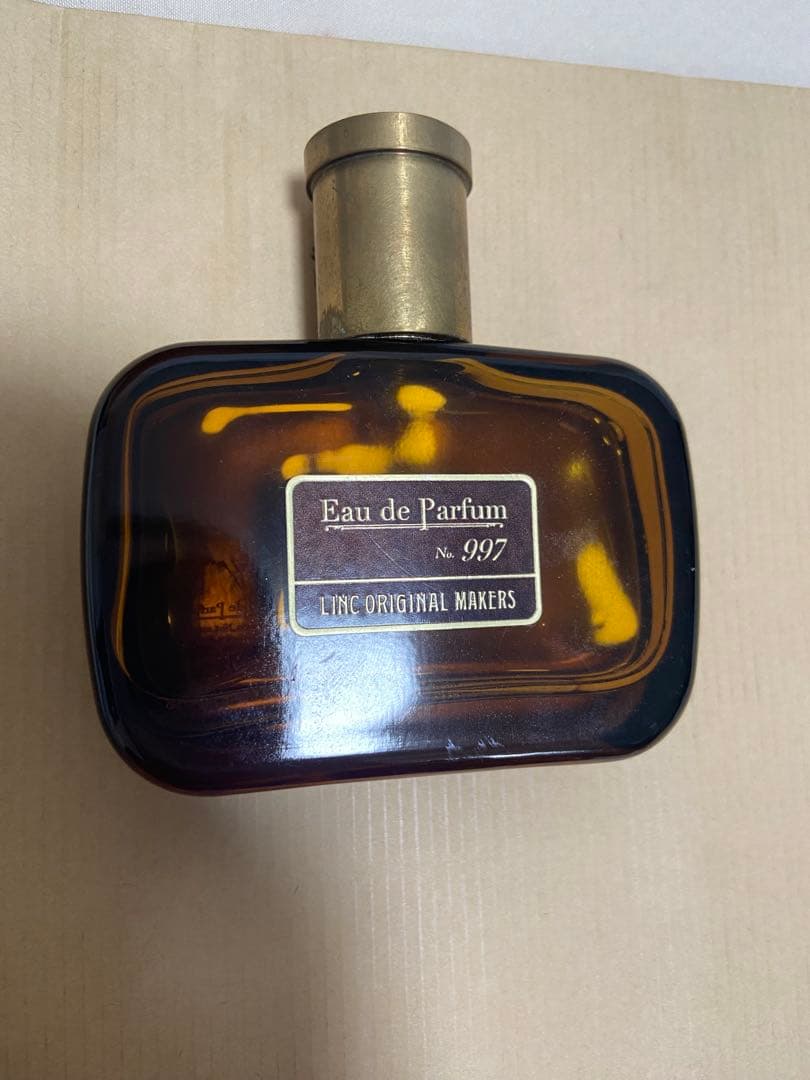 Eau de Parfum
No. 997
LINC ORIGINAL MAKERS